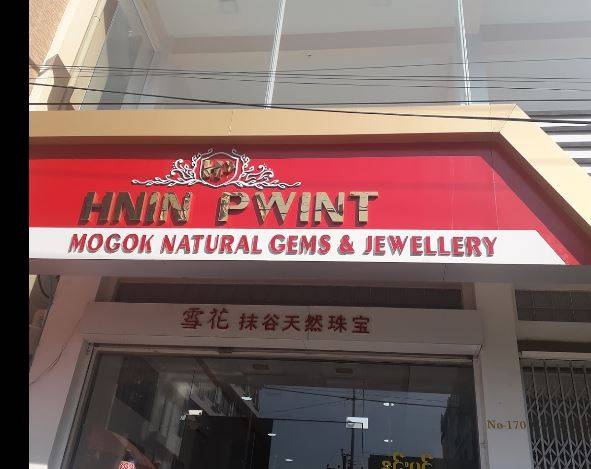 HNIN PWINT
MOGOK NATURAL GEMS & JEWELLERY
雪花 抹谷天然珠宝
No-170